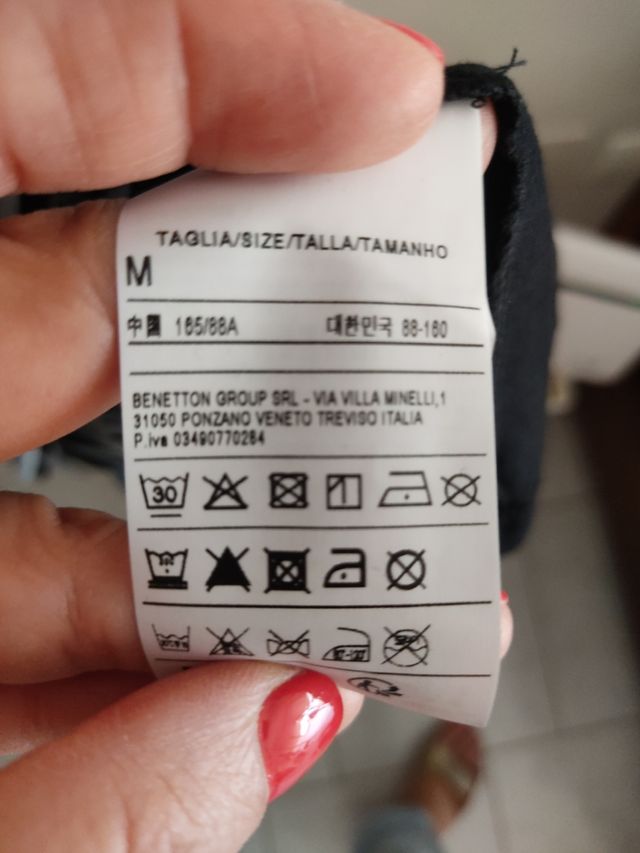 TAGLIA/SIZE/TALLA/TAMANHO
M
中国 165/88A 대한민국 88-160
BENETTON GROUP SRL - VIA VILLA MINELLI,1
31050 PONZANO VENETO TREVISO ITALIA
P.iva 03490770264
30